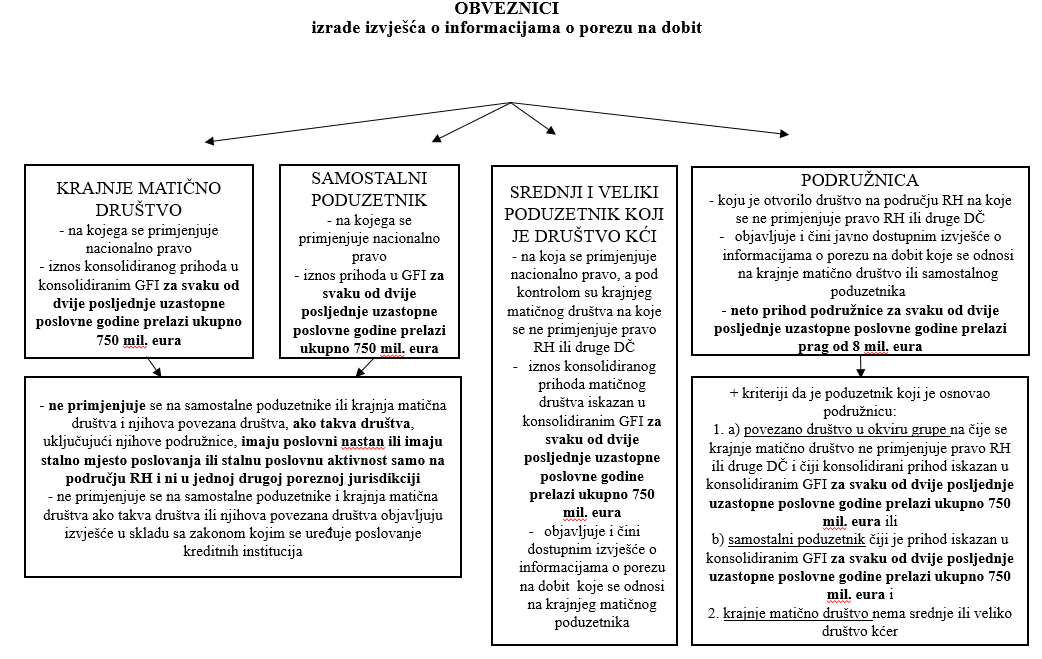 OBVEZNICI
izrade izvješća o informacijama o porezu na dobit
KRAJNJE MATIČNO
DRUŠTVO
- na kojega se primjenjuje
nacionalno pravo
- iznos konsolidiranog prihoda u
konsolidiranim GFI za svaku od
dvije posljednje uzastopne
poslovne godine prelazi ukupno
750 mil. eura
SAMOSTALNI
PODUZETNIK
- na kojega se
primjenjuje nacionalno
pravo
- iznos prihoda u GFI za
svaku od dvije
posljednje uzastopne
poslovne godine prelazi
ukupno 750 mil. eura
- ne primjenjuje se na samostalne poduzetnike ili krajnja matična
društva i njihova povezana društva, ako takva društva,
uključujući njihove podružnice, imaju poslovni nastan ili imaju
stalno mjesto poslovanja ili stalnu poslovnu aktivnost samo na
području RH i ni u jednoj drugoj poreznoj jurisdikciji
- ne primjenjuje se na samostalne poduzetnike i krajnja matična
društva ako takva društva ili njihova povezana društva objavljuju
izvješće u skladu sa zakonom kojim se uređuje poslovanje
kreditnih institucija
SREDNJI I VELIKI
PODUZETNIK KOJI
JE DRUŠTVO KĆI
- na koja se primjenjuje
nacionalno pravo, a pod
kontrolom su krajnjeg
matičnog društva na koje
se ne primjenjuje pravo
RH ili druge DČ
- iznos konsolidiranog
prihoda matičnog
društva iskazan u
konsolidiranim GFI za
svaku od dvije
posljednje uzastopne
poslovne godine
prelazi ukupno 750
mil. eura
- objavljuje i čini
dostupnim izvješće o
informacijama o porezu
na dobit koje se odnosi
na krajnjeg matičnog
poduzetnika
PODRUŽNICA
- koju je otvorilo društvo na području RH na koje
se ne primjenjuje pravo RH ili druge DČ
- objavljuje i čini javno dostupnim izvješće o
informacijama o porezu na dobit koje se odnosi
na krajnje matično društvo ili samostalnog
poduzetnika
- neto prihod podružnice za svaku od dvije
posljednje uzastopne poslovne godine prelazi
prag od 8 mil. eura
+ kriteriji da je poduzetnik koji je osnovao
podružnicu:
1. a) povezano društvo u okviru grupe na čije se
krajnje matično društvo ne primjenjuje pravo RH
ili druge DČ i čiji konsolidirani prihod iskazan u
konsolidiranim GFI za svaku od dvije posljednje
uzastopne poslovne godine prelazi ukupno 750
mil. eura ili
b) samostalni poduzetnik čiji je prihod iskazan u
konsolidiranim GFI za svaku od dvije posljednje
uzastopne poslovne godine prelazi ukupno 750
mil. eura i
2. krajnje matično društvo nema srednje ili veliko
društvo kćer